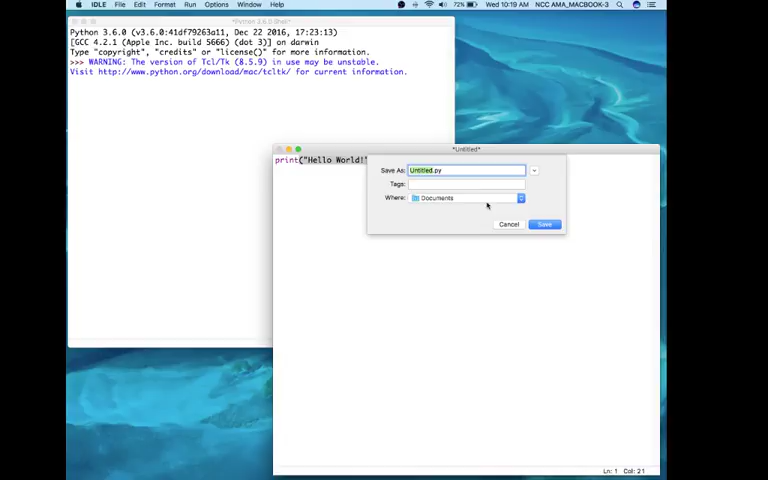 IDLE File Edit Format Run Options Window Help 72% Wed 10:19 AM NCC AMA_MACBOOK-3
*Python 3.6.0 Shell*
Python 3.6.0 (v3.6.0:41df79263a11, Dec 22 2016, 17:23:13)
[GCC 4.2.1 (Apple Inc. build 5666) (dot 3)] on darwin
Type "copyright", "credits" or "license()" for more information.
>>> WARNING: The version of Tcl/Tk (8.5.9) in use may be unstable.
Visit http://www.python.org/download/mac/tcltk/ for current information.
*Untitled*
print("Hello World!"
Save As: Untitled.py
Tags:
Where: Documents
Cancel Save
Ln: 1 Col: 21